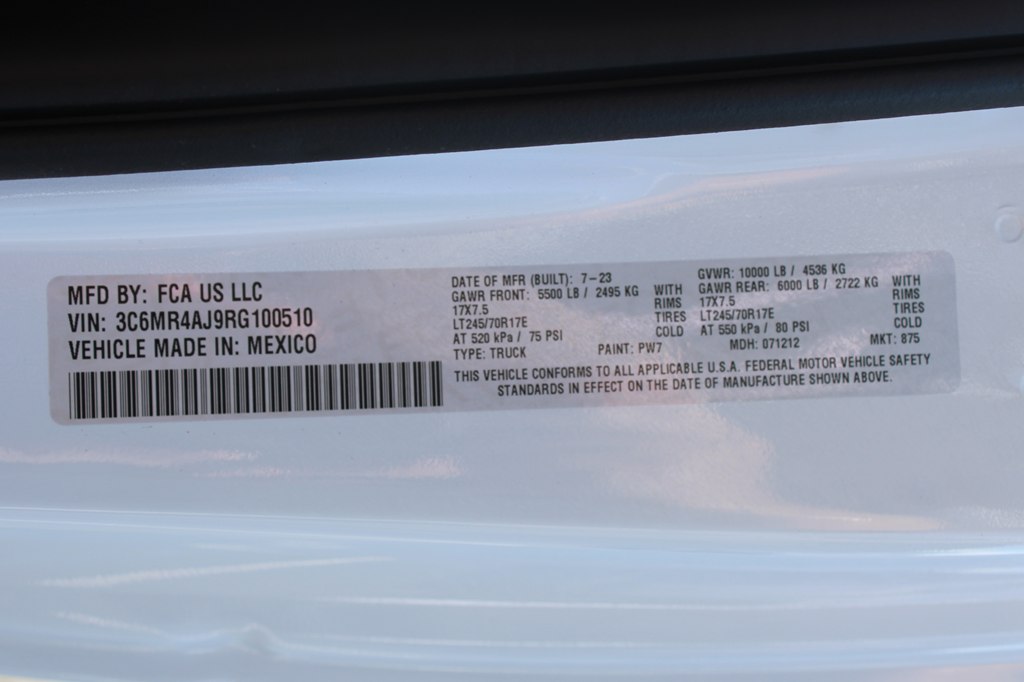 MFD BY: FCA US LLC
VIN: 3C6MR4AJ9RG100510
VEHICLE MADE IN: MEXICO
DATE OF MFR (BUILT): 7-23
GAWR FRONT: 5500 LB / 2495 KG WITH
17X7.5 RIMS
LT245/70R17E TIRES
AT 520 kPa / 75 PSI COLD
TYPE: TRUCK PAINT: PW7
GVWR: 10000 LB / 4536 KG
GAWR REAR: 6000 LB / 2722 KG WITH
17X7.5 RIMS
LT245/70R17E TIRES
AT 550 kPa / 80 PSI COLD
MDH: 071212 MKT: 875
THIS VEHICLE CONFORMS TO ALL APPLICABLE U.S.A. FEDERAL MOTOR VEHICLE SAFETY
STANDARDS IN EFFECT ON THE DATE OF MANUFACTURE SHOWN ABOVE.